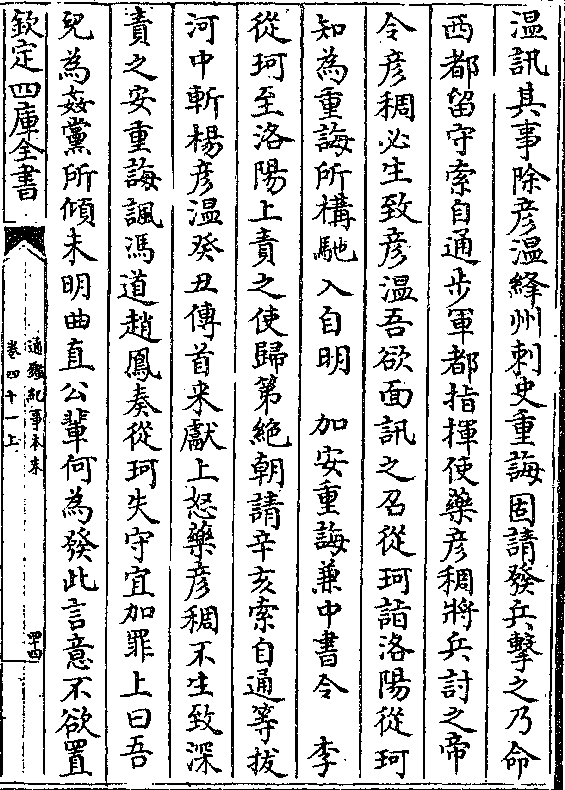 温訊其事除彦温絳州刺史重誨固請發兵擊之乃命
西都留守索自通步軍都指揮使藥彦稠將兵討之帝
令彦稠必生致彦温吾欲面訊之召從珂詣洛陽從珂
知為重誨所構馳入自明　加安重誨兼中書令　李
從珂至洛陽上責之使歸第絶朝請辛亥索自通等拔
河中斬楊彦温癸丑傳首来獻上怒藥彦稠不生致深
責之安重誨諷馮道趙鳳奏從珂失守宜加罪上曰吾
兒為姦黨所傾未明曲直公輩何為發此言意不欲置
欽定四庫全書
通鑑紀事本末
卷四十一上
四十四